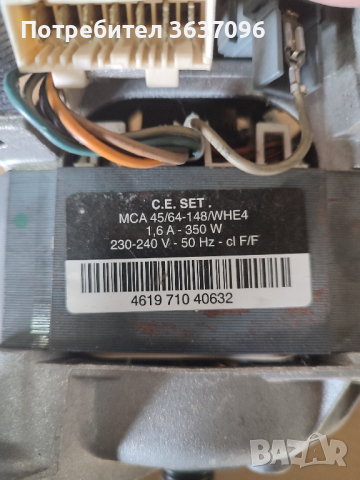 Потребител 3637096
C.E. SET .
MCA 45/64-148/WHE4
1,6 A - 350 W
230-240 V - 50 Hz - cl F/F
4619 710 40632
BAZAR